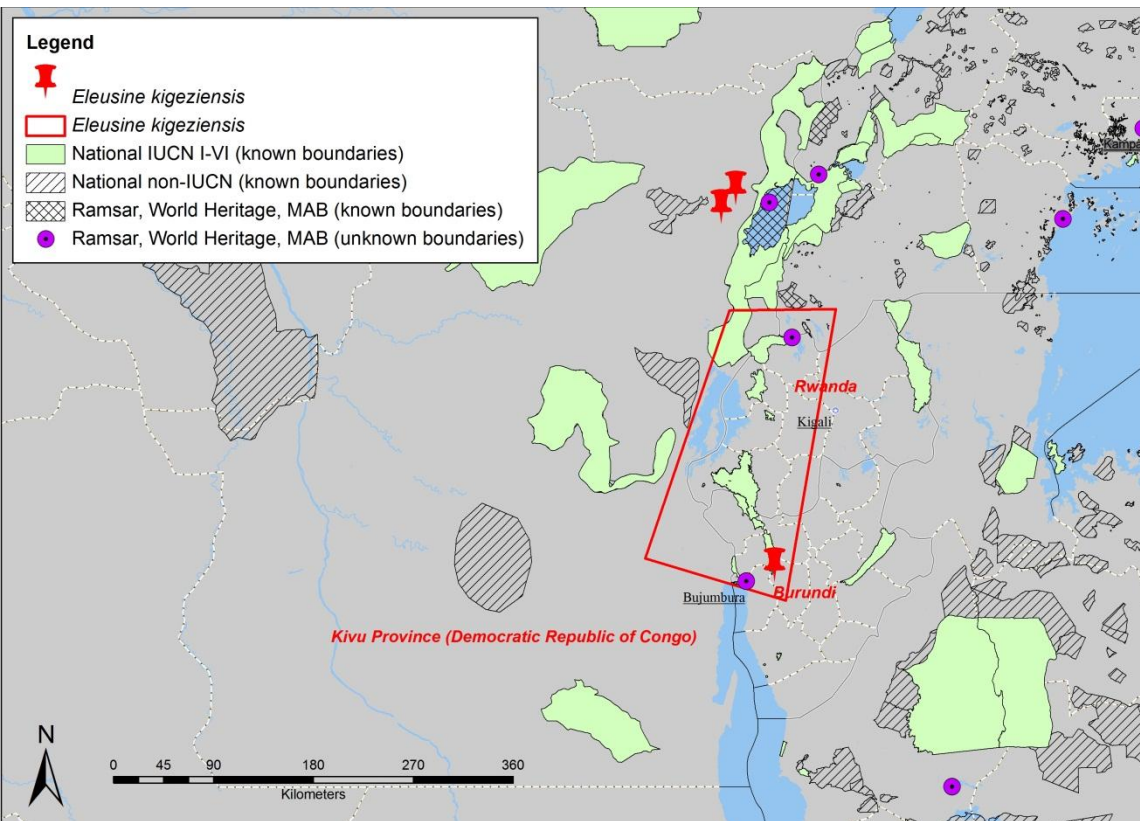 Legend
Eleusine kigeziensis
Eleusine kigeziensis
National IUCN I-VI (known boundaries)
National non-IUCN (known boundaries)
Ramsar, World Heritage, MAB (known boundaries)
Ramsar, World Heritage, MAB (unknown boundaries)
Kampa
Rwanda
Kigali
Burundi
Bujumbura
Kivu Province (Democratic Republic of Congo)
N
0 45 90 180 270 360
Kilometers